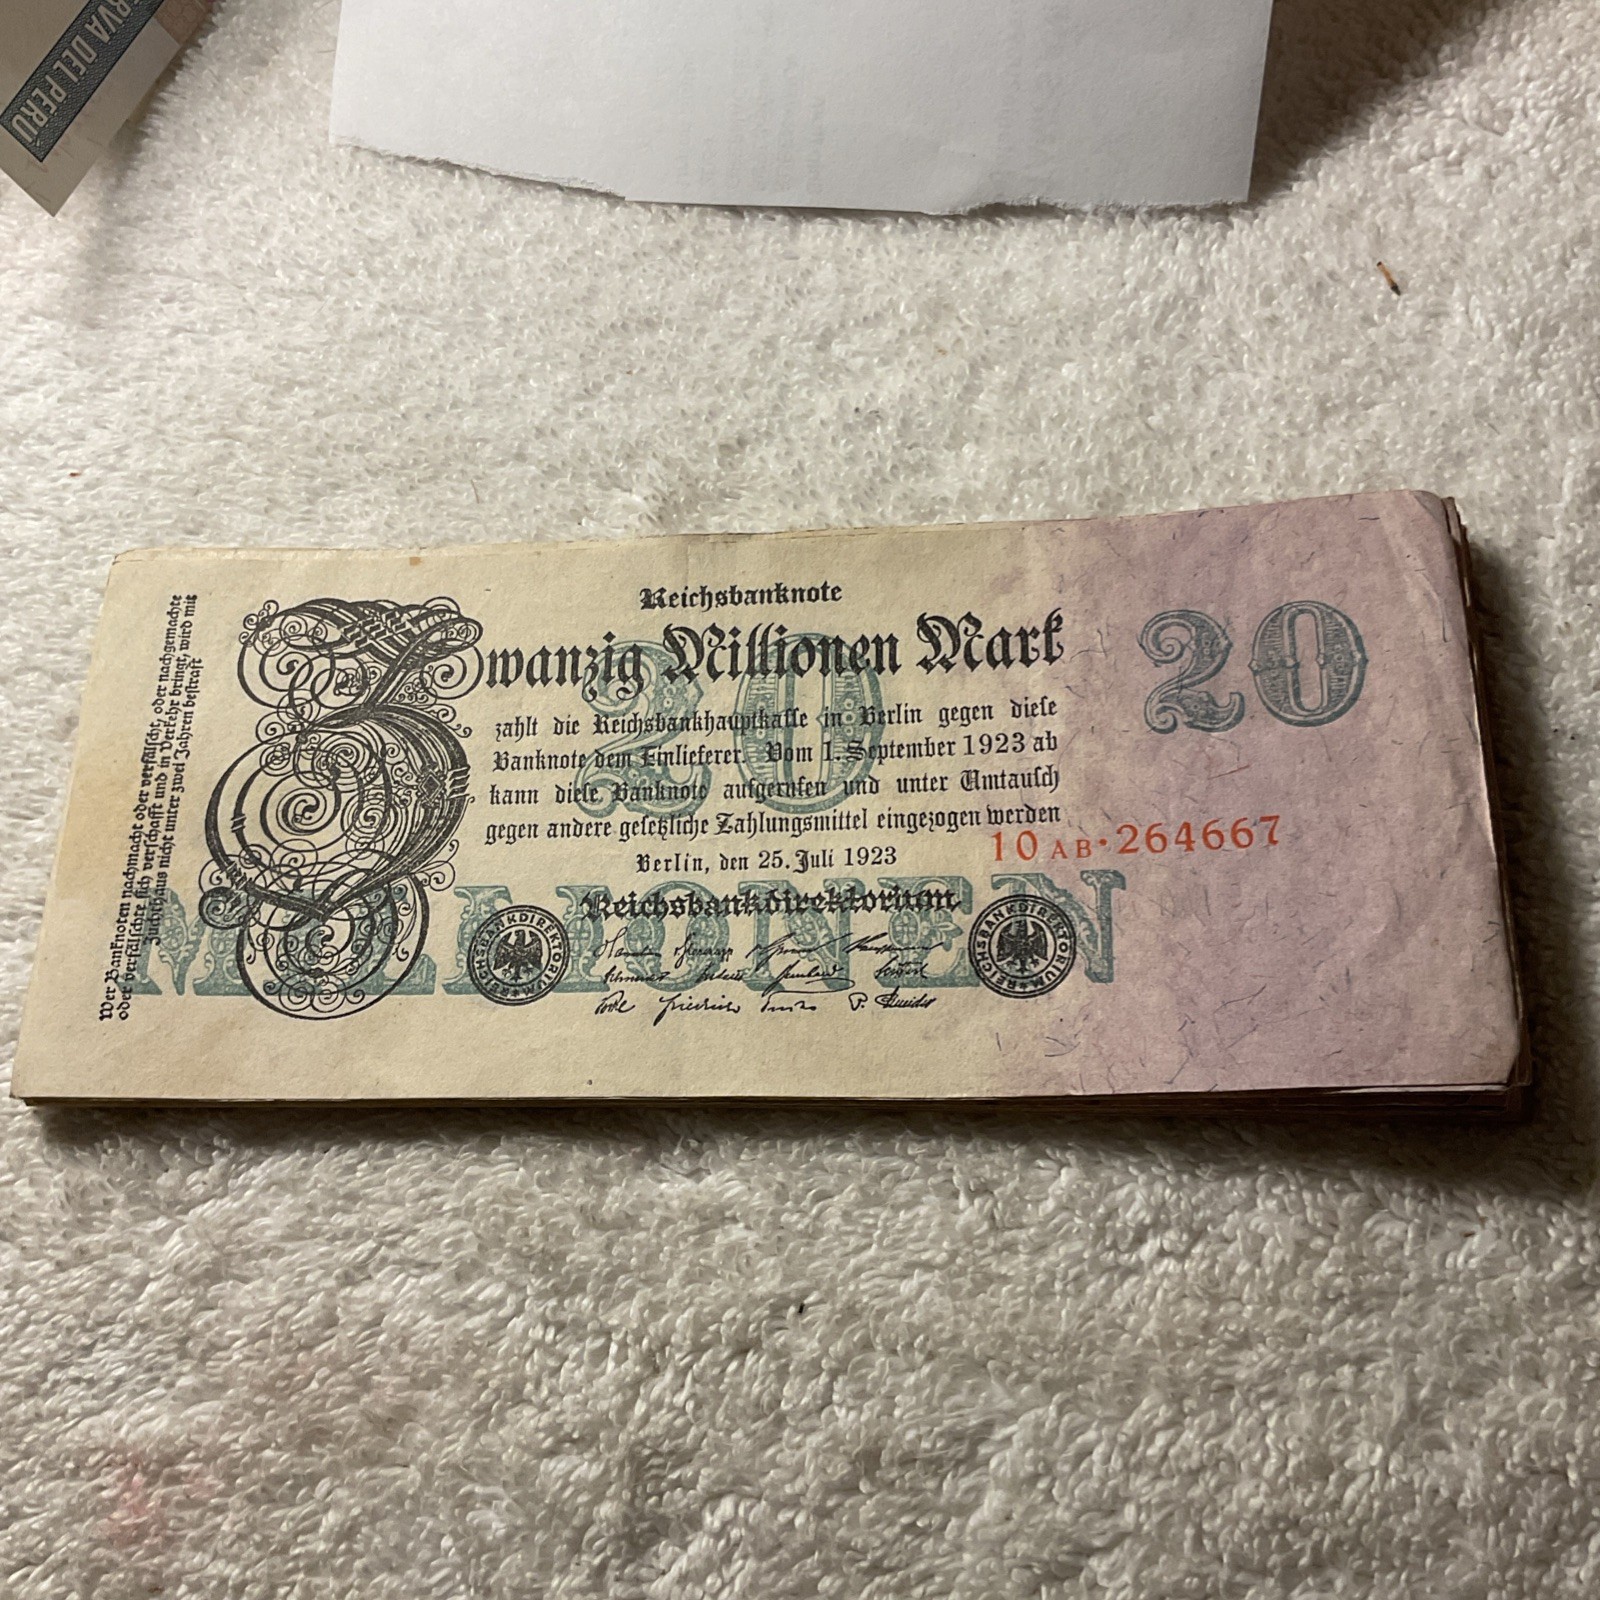 RVA DEL PERÚ
Reichsbanknote
Zwanzig Millionen Mark
20
20
zahlt die Reichsbankhauptkasse in Berlin gegen diese
Banknote dem Einlieferer. Vom 1. September 1923 ab
kann diese Banknote aufgerufen und unter Umtausch
gegen andere gesetzliche Zahlungsmittel eingezogen werden
10 AB·264667
Berlin, den 25. Juli 1923
Reichsbankdirektorium
MILLIONEN
REICHSBANKDIREKTORIUM
REICHSBANKDIREKTORIUM
P. Schneider
Wer Banknoten nachmacht oder verfälscht, oder nachgemachte
oder verfälschte sich verschafft und in Verkehr bringt, wird mit
Zuchthaus nicht unter zwei Jahren bestraft